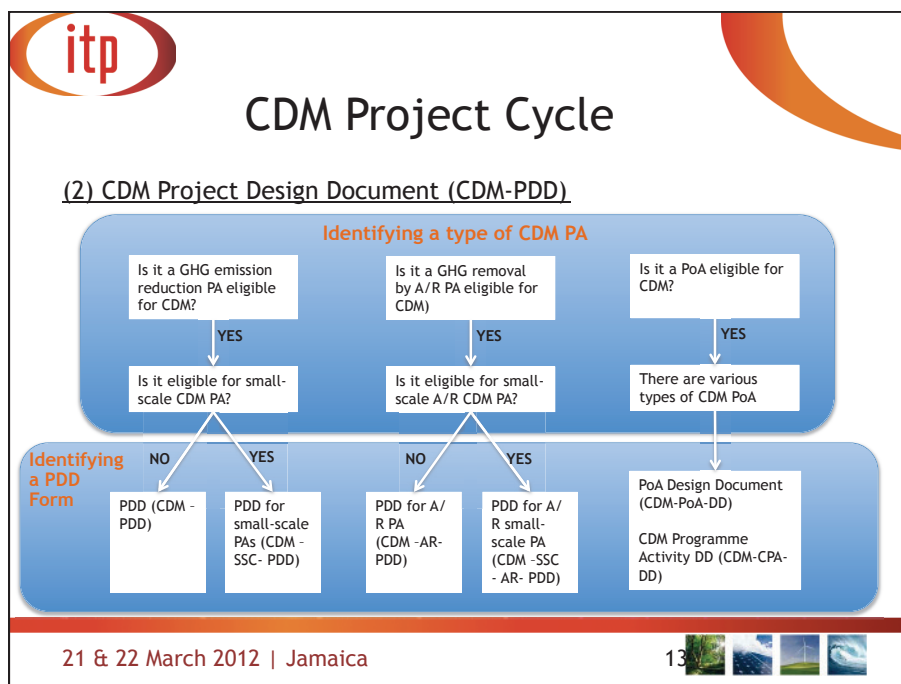 itp
CDM Project Cycle
(2) CDM Project Design Document (CDM-PDD)
Identifying a type of CDM PA
Is it a GHG emission
reduction PA eligible
for CDM?
Is it a GHG removal
by A/R PA eligible for
CDM)
Is it a PoA eligible for
CDM?
YES
YES
YES
Is it eligible for small-
scale CDM PA?
Is it eligible for small-
scale A/R CDM PA?
There are various
types of CDM PoA
Identifying
a PDD
Form
NO
YES
NO
YES
PDD (CDM –
PDD)
PDD for
small-scale
PAs (CDM –
SSC- PDD)
PDD for A/
R PA
(CDM –AR-
PDD)
PDD for A/
R small-
scale PA
(CDM –SSC
- AR- PDD)
PoA Design Document
(CDM-PoA-DD)
CDM Programme
Activity DD (CDM-CPA-
DD)
21 & 22 March 2012 | Jamaica
13